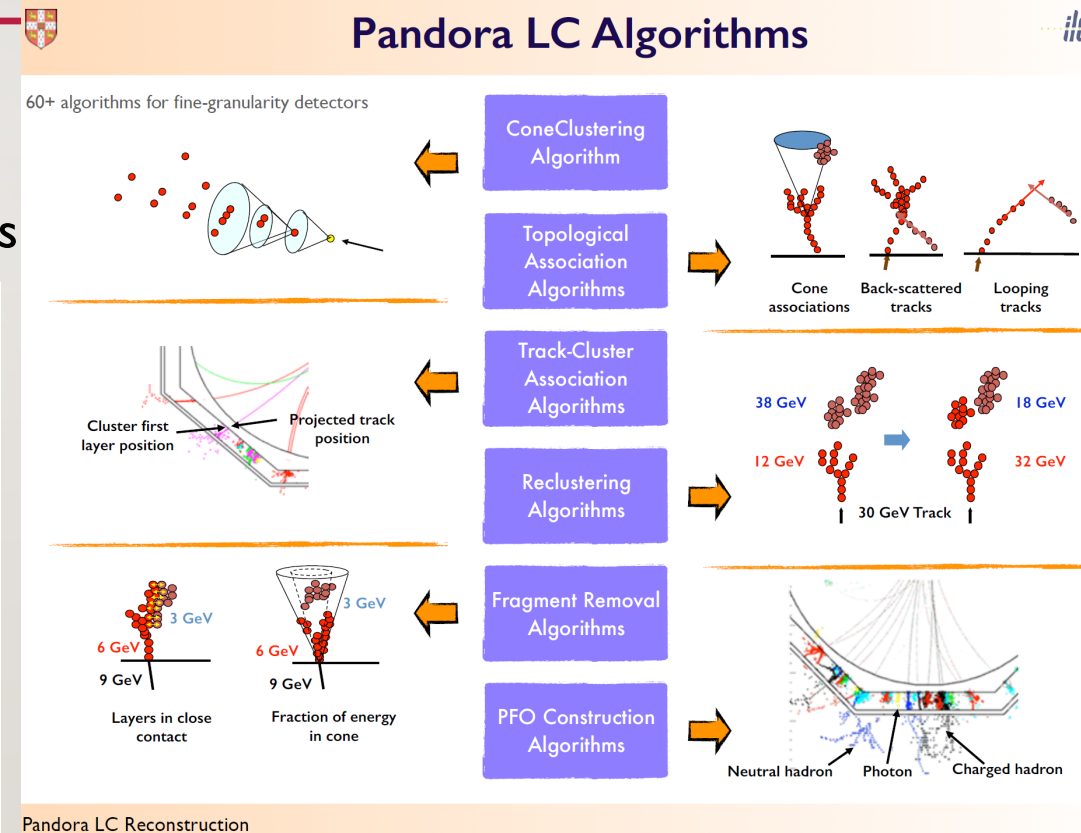 Pandora LC Algorithms
60+ algorithms for fine-granularity detectors
s
ConeClustering
Algorithm
Topological
Association
Algorithms
Cone
associations
Back-scattered
tracks
Looping
tracks
Track-Cluster
Association
Algorithms
Cluster first
layer position
Projected track
position
38 GeV
18 GeV
12 GeV
32 GeV
30 GeV Track
Reclustering
Algorithms
Fragment Removal
Algorithms
3 GeV
6 GeV
9 GeV
Layers in close
contact
3 GeV
6 GeV
9 GeV
Fraction of energy
in cone
PFO Construction
Algorithms
Neutral hadron
Photon
Charged hadron
Pandora LC Reconstruction